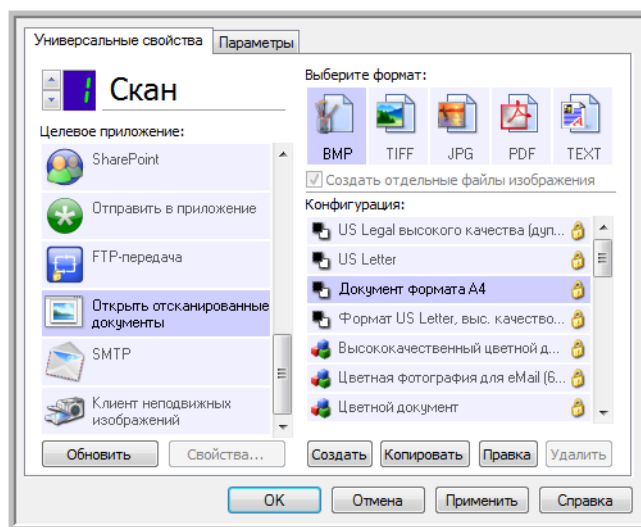 Универсальные свойства
Параметры
1
Скан
Целевое приложение:
SharePoint
Отправить в приложение
FTP-передача
Открыть отсканированные
документы
SMTP
Клиент неподвижных
изображений
Обновить
Свойства...
Выберите формат:
BMP
TIFF
JPG
PDF
TEXT
Создать отдельные файлы изображения
Конфигурация:
US Legal высокого качества (дуп...
US Letter
Документ формата A4
Формат US Letter, выс. качество...
Высококачественный цветной д...
Цветная фотография для eMail (6...
Цветной документ
Создать
Копировать
Правка
Удалить
OK
Отмена
Применить
Справка